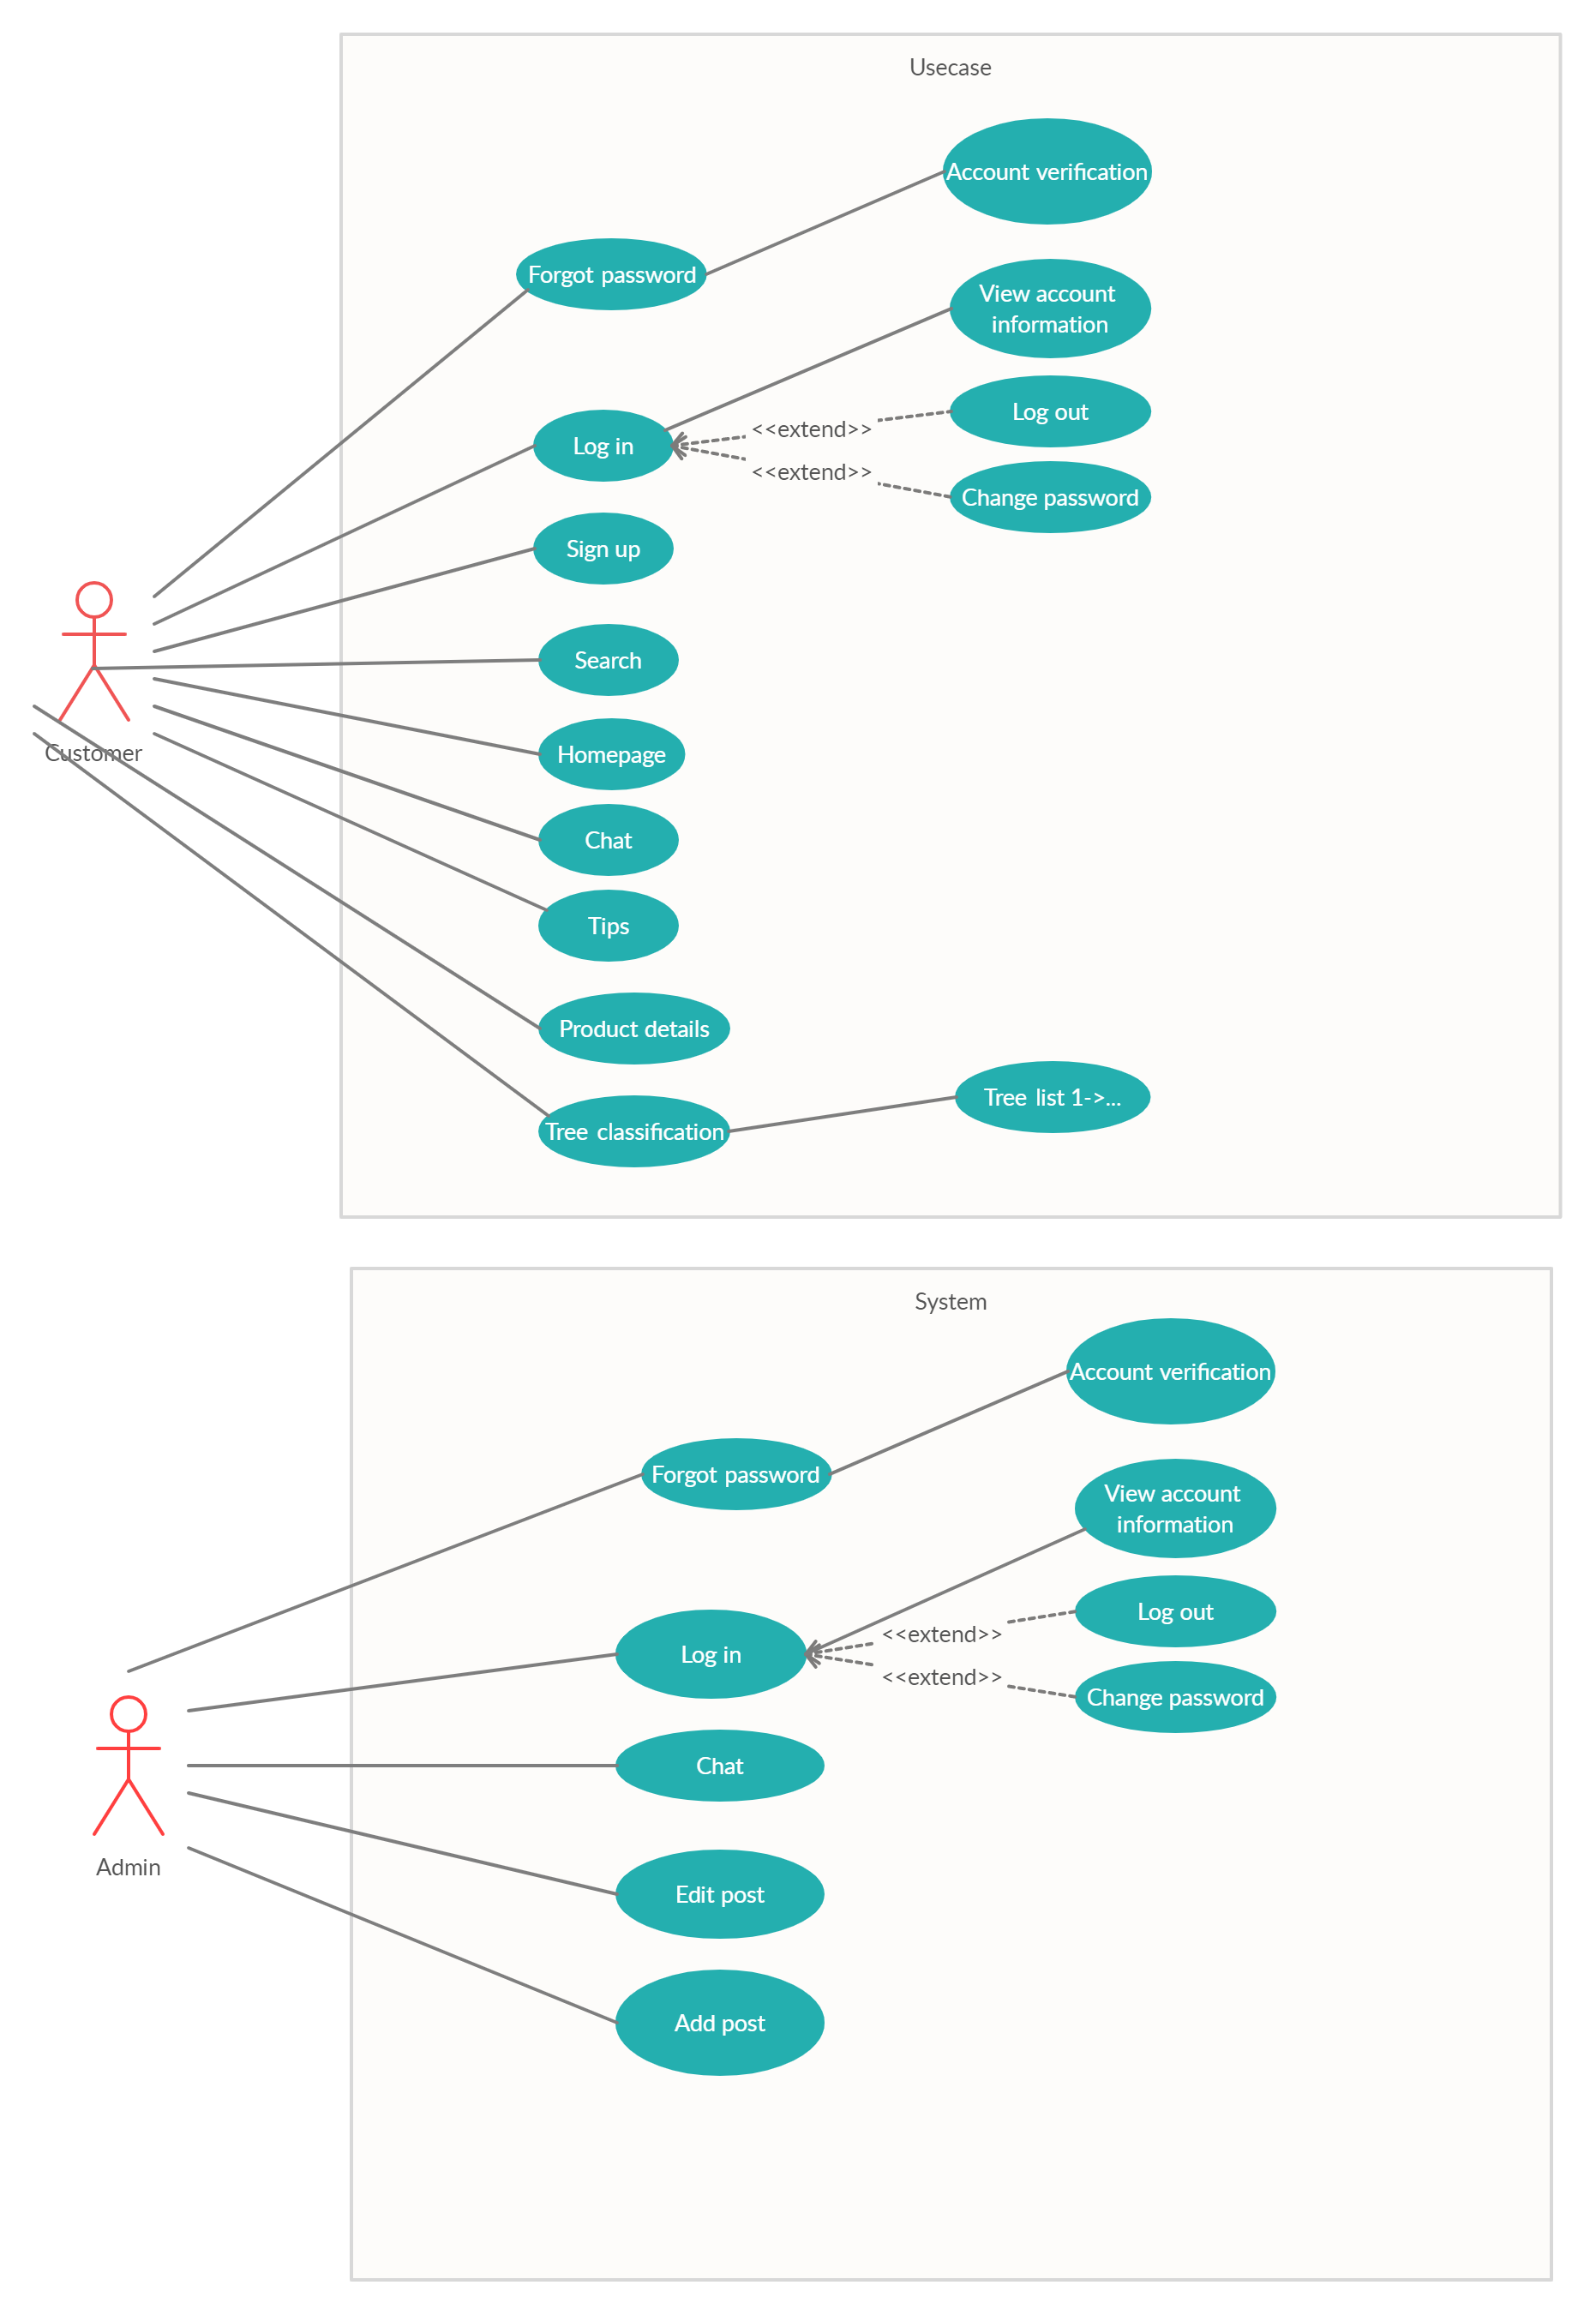 Usecase
Account verification
Forgot password
View account
information
Log out
<<extend>>
Log in
<<extend>>
Change password
Sign up
Search
Customer
Homepage
Chat
Tips
Product details
Tree list 1->...
Tree classification
System
Account verification
Forgot password
View account
information
Log out
<<extend>>
Log in
<<extend>>
Change password
Chat
Admin
Edit post
Add post